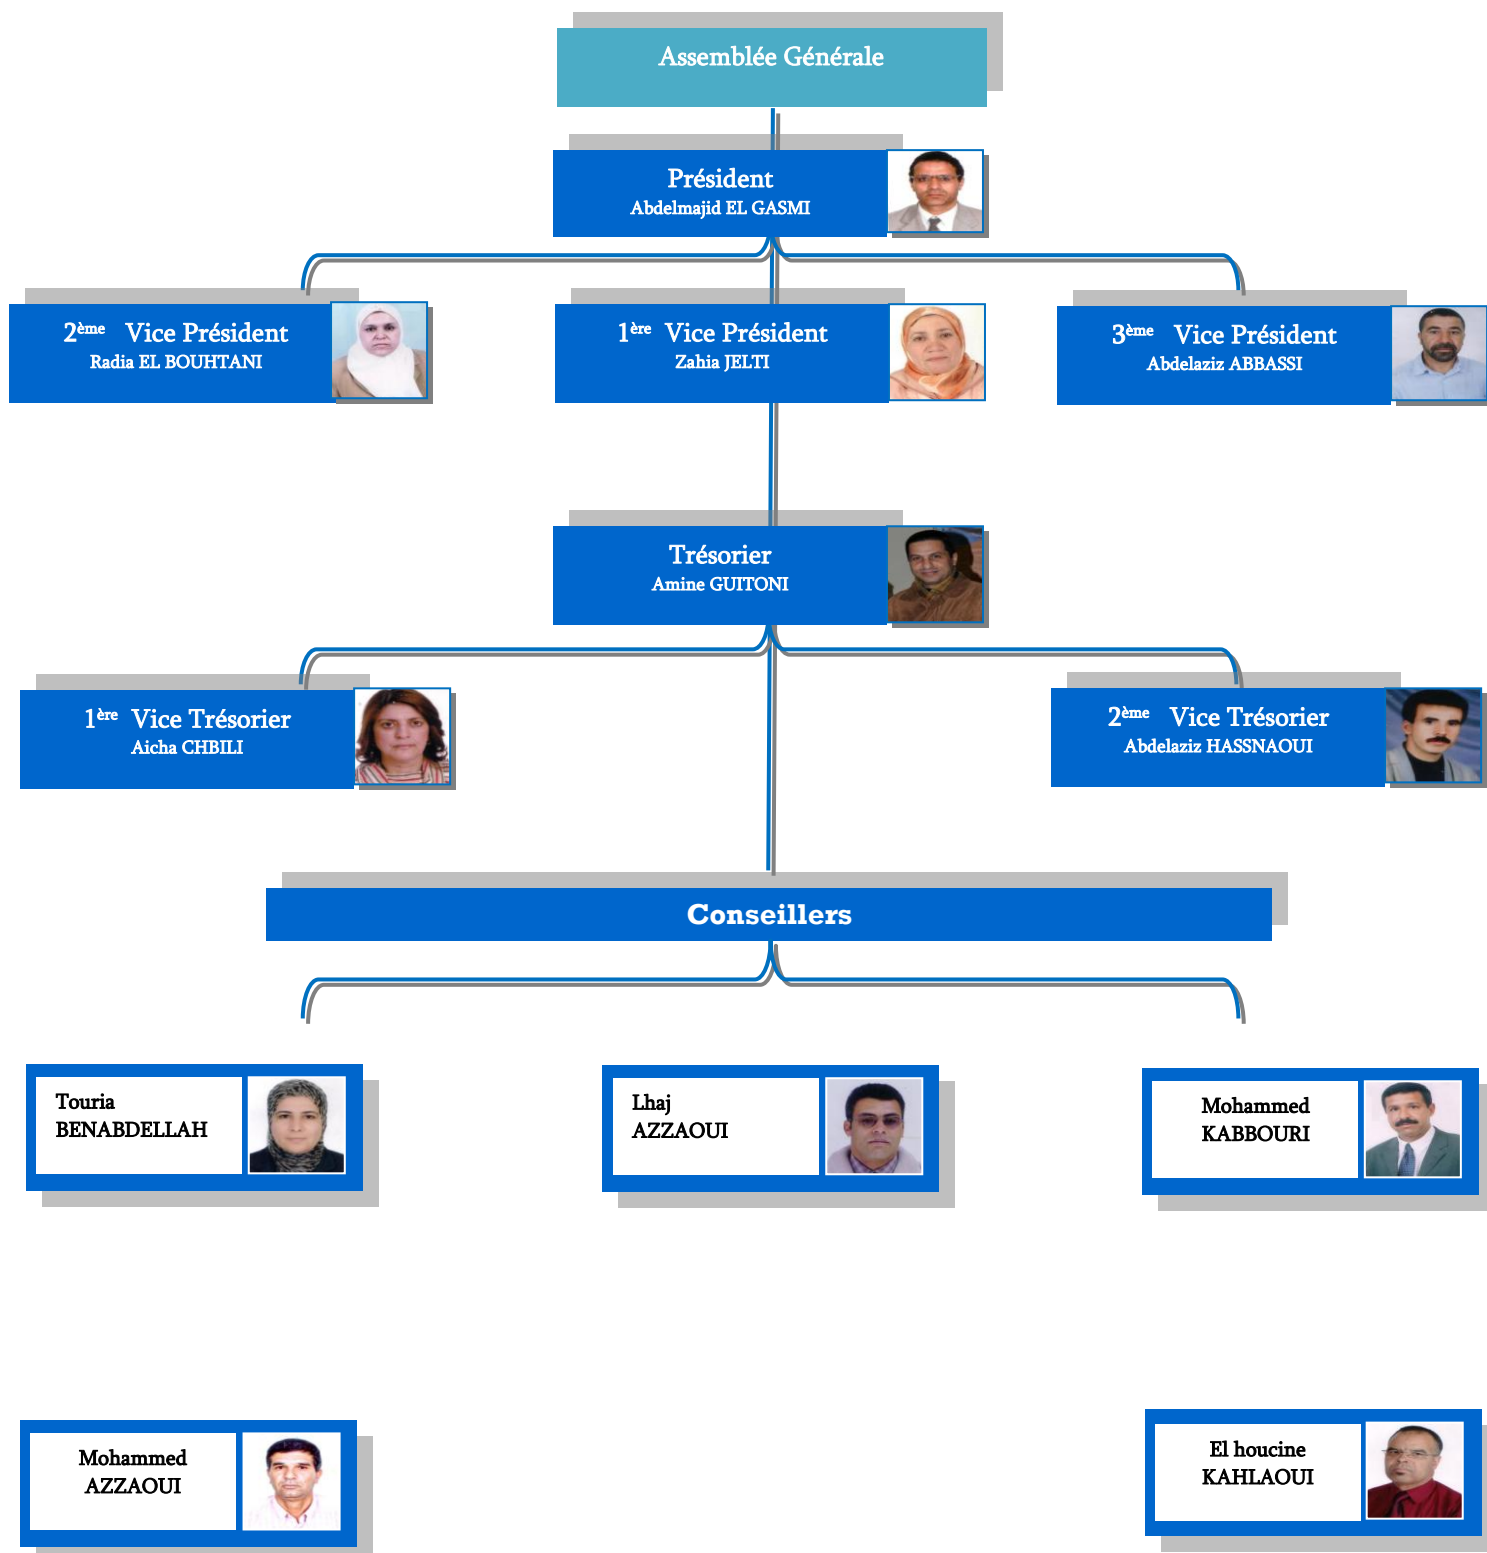 Assemblée Générale
Président
Abdelmajid EL GASMI
2ème Vice Président
Radia EL BOUHTANI
1ère Vice Président
Zahia JELTI
3ème Vice Président
Abdelaziz ABBASSI
Trésorier
Amine GUITONI
1ère Vice Trésorier
Aicha CHBILI
2ème Vice Trésorier
Abdelaziz HASSNAOUI
Conseillers
Touria
BENABDELLAH
Lhaj
AZZAOUI
Mohammed
KABBOURI
Mohammed
AZZAOUI
El houcine
KAHLAOUI